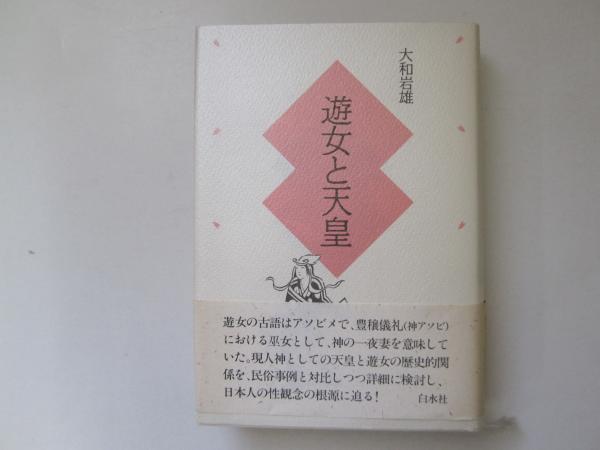 大和岩雄
遊女と天皇
遊女の古語はアソビメで、豊穣儀礼(神アソビ)
における巫女として、神の一夜妻を意味して
いた。現人神としての天皇と遊女の歴史的関
係を、民俗事例と対比しつつ詳細に検討し、
日本人の性観念の根源に迫る!
白水社